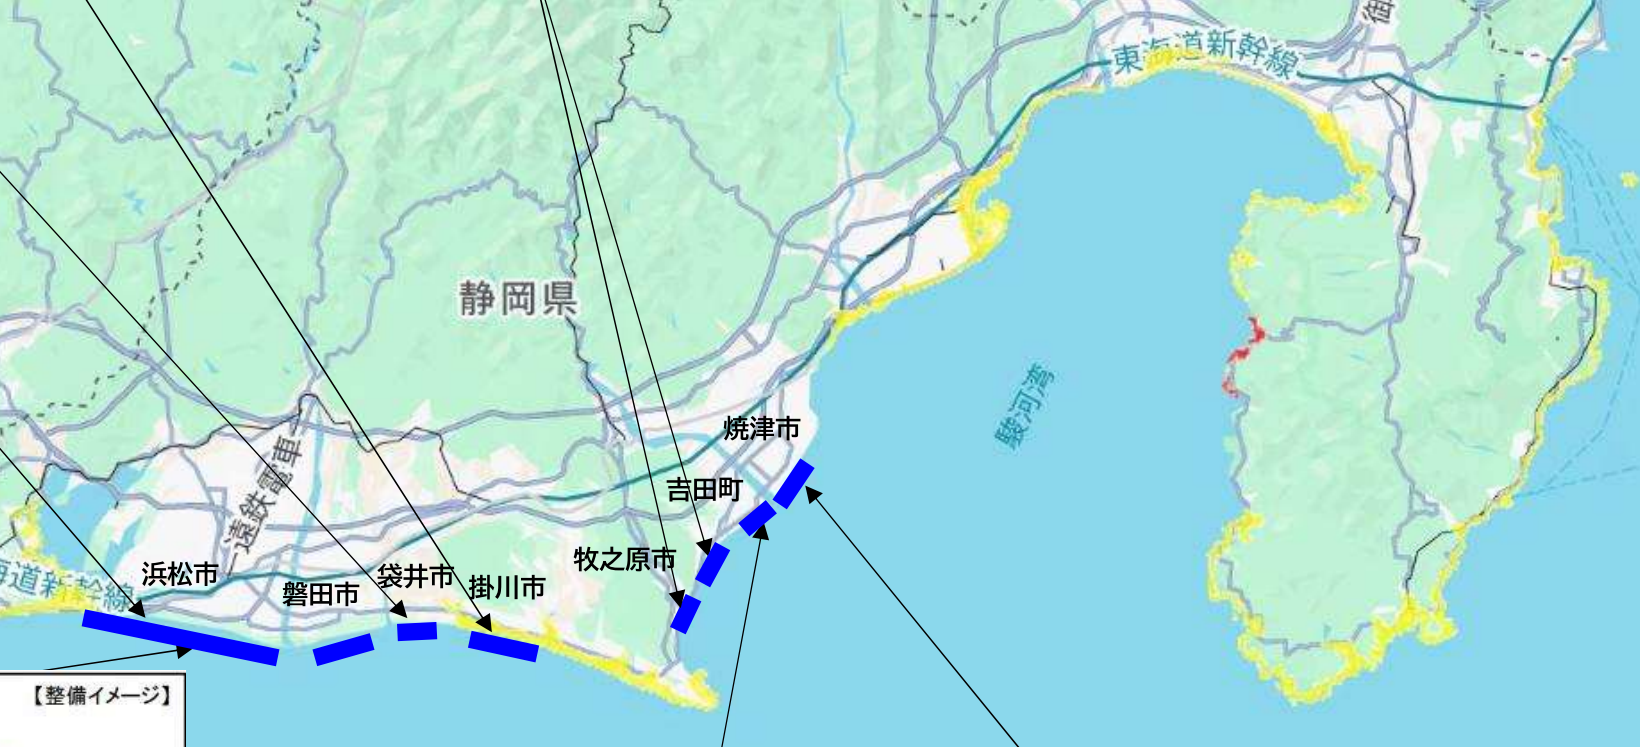 御
東海道新幹線
静岡県
駿河湾
焼津市
吉田町
遠鉄電車
牧之原市
浜松市
磐田市
袋井市
掛川市
海道新幹線
【整備イメージ】